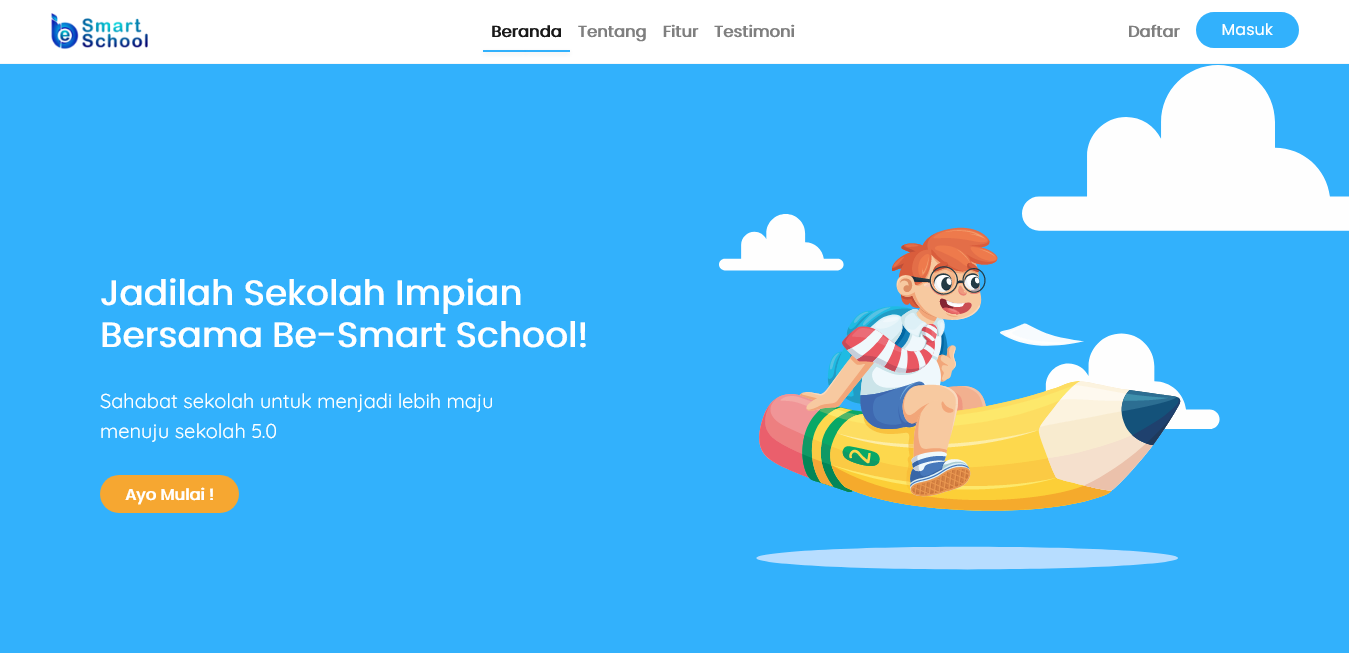 be Smart
School
Beranda Tentang Fitur Testimoni
Daftar Masuk
Jadilah Sekolah Impian
Bersama Be-Smart School!
Sahabat sekolah untuk menjadi lebih maju
menuju sekolah 5.0
Ayo Mulai !
2